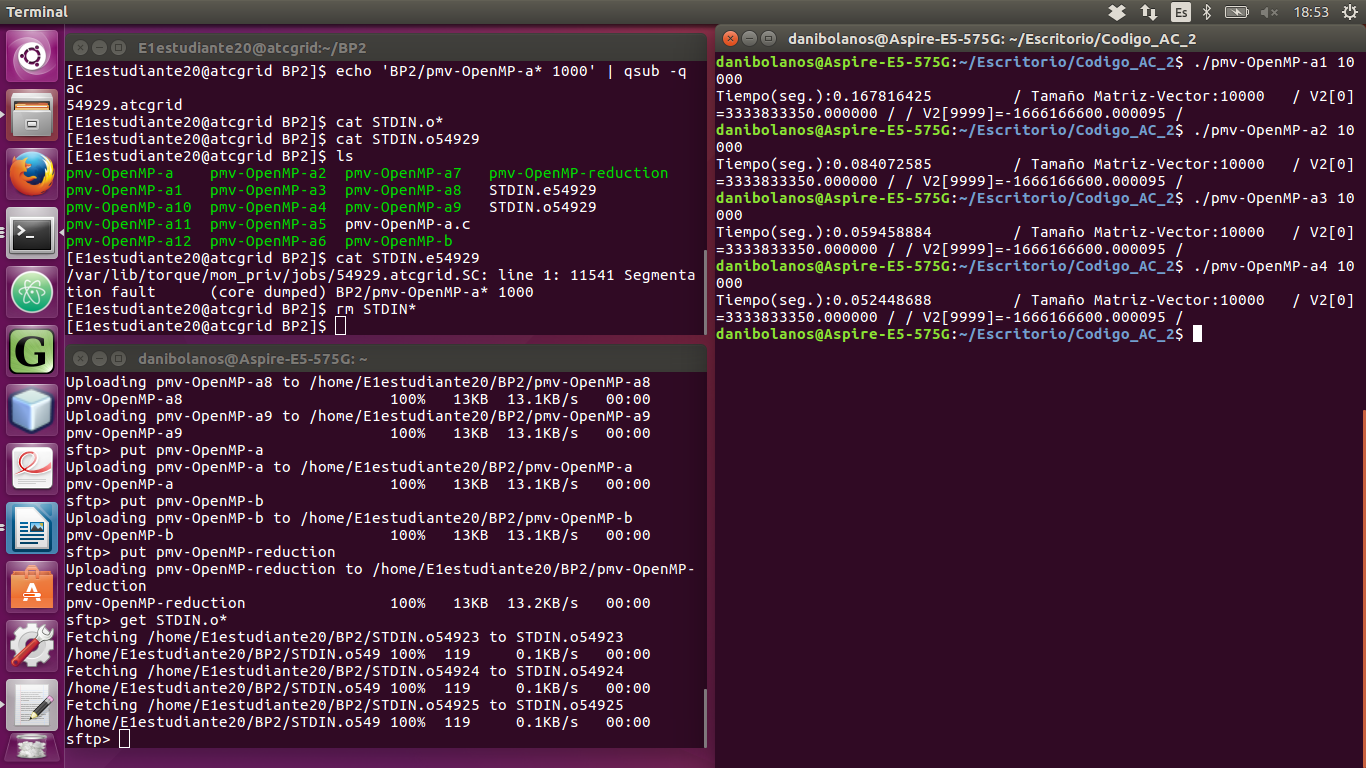 Terminal
Es
18:53
E1estudiante20@atcgrid:~/BP2
[E1estudiante20@atcgrid BP2]$ echo 'BP2/pmv-OpenMP-a* 1000' | qsub -q
ac
54929.atcgrid
[E1estudiante20@atcgrid BP2]$ cat STDIN.o*
[E1estudiante20@atcgrid BP2]$ cat STDIN.o54929
[E1estudiante20@atcgrid BP2]$ ls
pmv-OpenMP-a    pmv-OpenMP-a2  pmv-OpenMP-a7   pmv-OpenMP-reduction
pmv-OpenMP-a1   pmv-OpenMP-a3  pmv-OpenMP-a8   STDIN.e54929
pmv-OpenMP-a10  pmv-OpenMP-a4  pmv-OpenMP-a9   STDIN.o54929
pmv-OpenMP-a11  pmv-OpenMP-a5  pmv-OpenMP-a.c
pmv-OpenMP-a12  pmv-OpenMP-a6  pmv-OpenMP-b
[E1estudiante20@atcgrid BP2]$ cat STDIN.e54929
/var/lib/torque/mom_priv/jobs/54929.atcgrid.SC: line 1: 11541 Segmenta
tion fault      (core dumped) BP2/pmv-OpenMP-a* 1000
[E1estudiante20@atcgrid BP2]$ rm STDIN*
[E1estudiante20@atcgrid BP2]$
danibolanos@Aspire-E5-575G: ~
Uploading pmv-OpenMP-a8 to /home/E1estudiante20/BP2/pmv-OpenMP-a8
pmv-OpenMP-a8                       100%   13KB  13.1KB/s   00:00
Uploading pmv-OpenMP-a9 to /home/E1estudiante20/BP2/pmv-OpenMP-a9
pmv-OpenMP-a9                       100%   13KB  13.1KB/s   00:00
sftp> put pmv-OpenMP-a
Uploading pmv-OpenMP-a to /home/E1estudiante20/BP2/pmv-OpenMP-a
pmv-OpenMP-a                        100%   13KB  13.1KB/s   00:00
sftp> put pmv-OpenMP-b
Uploading pmv-OpenMP-b to /home/E1estudiante20/BP2/pmv-OpenMP-b
pmv-OpenMP-b                        100%   13KB  13.1KB/s   00:00
sftp> put pmv-OpenMP-reduction
Uploading pmv-OpenMP-reduction to /home/E1estudiante20/BP2/pmv-OpenMP-
reduction
pmv-OpenMP-reduction                100%   13KB  13.2KB/s   00:00
sftp> get STDIN.o*
Fetching /home/E1estudiante20/BP2/STDIN.o54923 to STDIN.o54923
/home/E1estudiante20/BP2/STDIN.o549 100%  119     0.1KB/s   00:00
Fetching /home/E1estudiante20/BP2/STDIN.o54924 to STDIN.o54924
/home/E1estudiante20/BP2/STDIN.o549 100%  119     0.1KB/s   00:00
Fetching /home/E1estudiante20/BP2/STDIN.o54925 to STDIN.o54925
/home/E1estudiante20/BP2/STDIN.o549 100%  119     0.1KB/s   00:00
sftp>
danibolanos@Aspire-E5-575G: ~/Escritorio/Codigo_AC_2
danibolanos@Aspire-E5-575G:~/Escritorio/Codigo_AC_2$ ./pmv-OpenMP-a1 10
000
Tiempo(seg.):0.167816425         / Tamaño Matriz-Vector:10000   / V2[0]
=3333833350.000000 / / V2[9999]=-1666166600.000095 /
danibolanos@Aspire-E5-575G:~/Escritorio/Codigo_AC_2$ ./pmv-OpenMP-a2 10
000
Tiempo(seg.):0.084072585         / Tamaño Matriz-Vector:10000   / V2[0]
=3333833350.000000 / / V2[9999]=-1666166600.000095 /
danibolanos@Aspire-E5-575G:~/Escritorio/Codigo_AC_2$ ./pmv-OpenMP-a3 10
000
Tiempo(seg.):0.059458884         / Tamaño Matriz-Vector:10000   / V2[0]
=3333833350.000000 / / V2[9999]=-1666166600.000095 /
danibolanos@Aspire-E5-575G:~/Escritorio/Codigo_AC_2$ ./pmv-OpenMP-a4 10
000
Tiempo(seg.):0.052448688         / Tamaño Matriz-Vector:10000   / V2[0]
=3333833350.000000 / / V2[9999]=-1666166600.000095 /
danibolanos@Aspire-E5-575G:~/Escritorio/Codigo_AC_2$